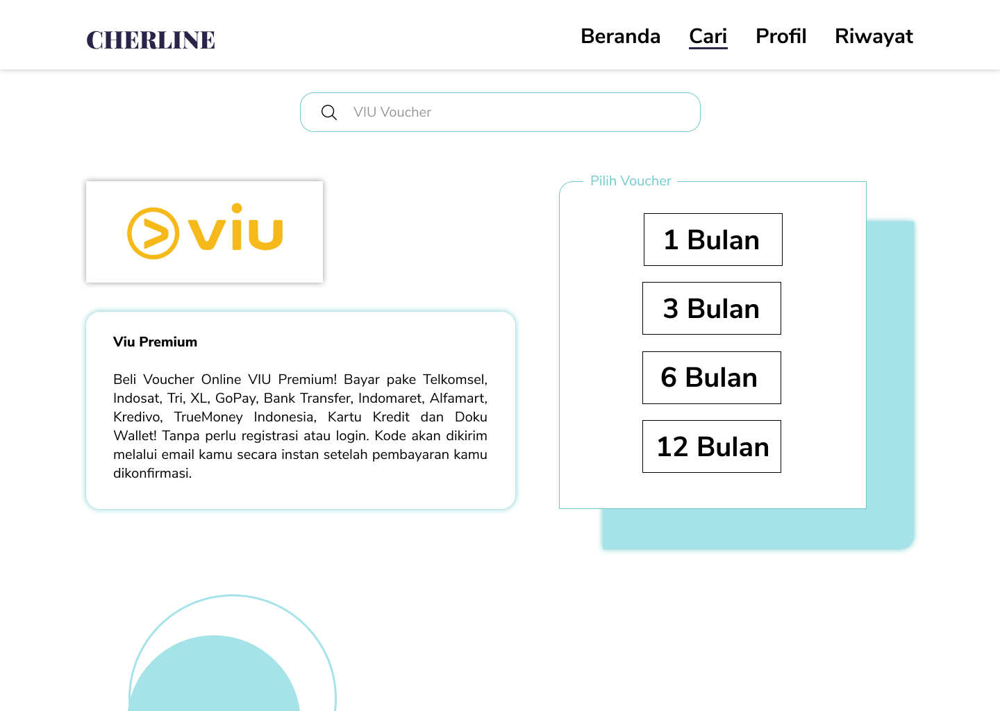 CHERLINE
Beranda Cari Profil Riwayat
VIU Voucher
viu
Viu Premium
Beli Voucher Online VIU Premium! Bayar pake Telkomsel,
Indosat, Tri, XL, GoPay, Bank Transfer, Indomaret, Alfamart,
Kredivo, TrueMoney Indonesia, Kartu Kredit dan Doku
Wallet! Tanpa perlu registrasi atau login. Kode akan dikirim
melalui email kamu secara instan setelah pembayaran kamu
dikonfirmasi.
Pilih Voucher
1 Bulan
3 Bulan
6 Bulan
12 Bulan